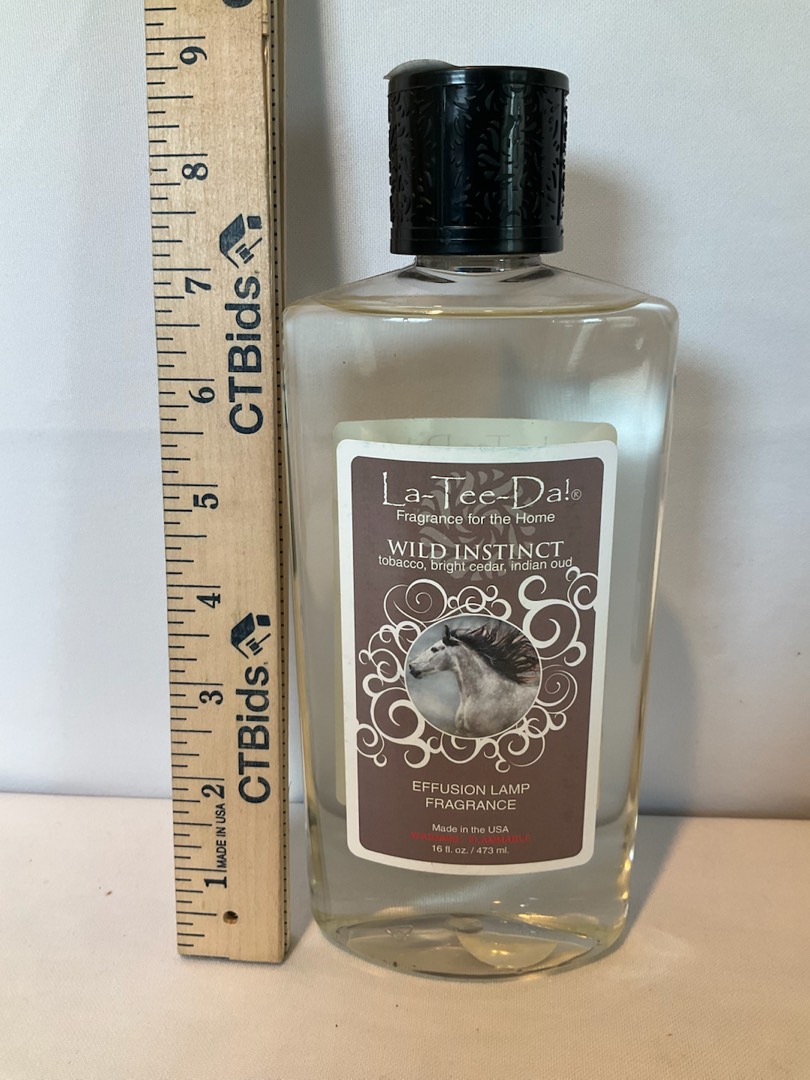 9
8
7
CTBids
6
5
4
3
CTBids
2
MADE IN USA
1
La-Tee-Da!®
Fragrance for the Home
WILD INSTINCT
tobacco, bright cedar, indian oud
EFFUSION LAMP
FRAGRANCE
Made in the USA
16 fl. oz. / 473 ml.